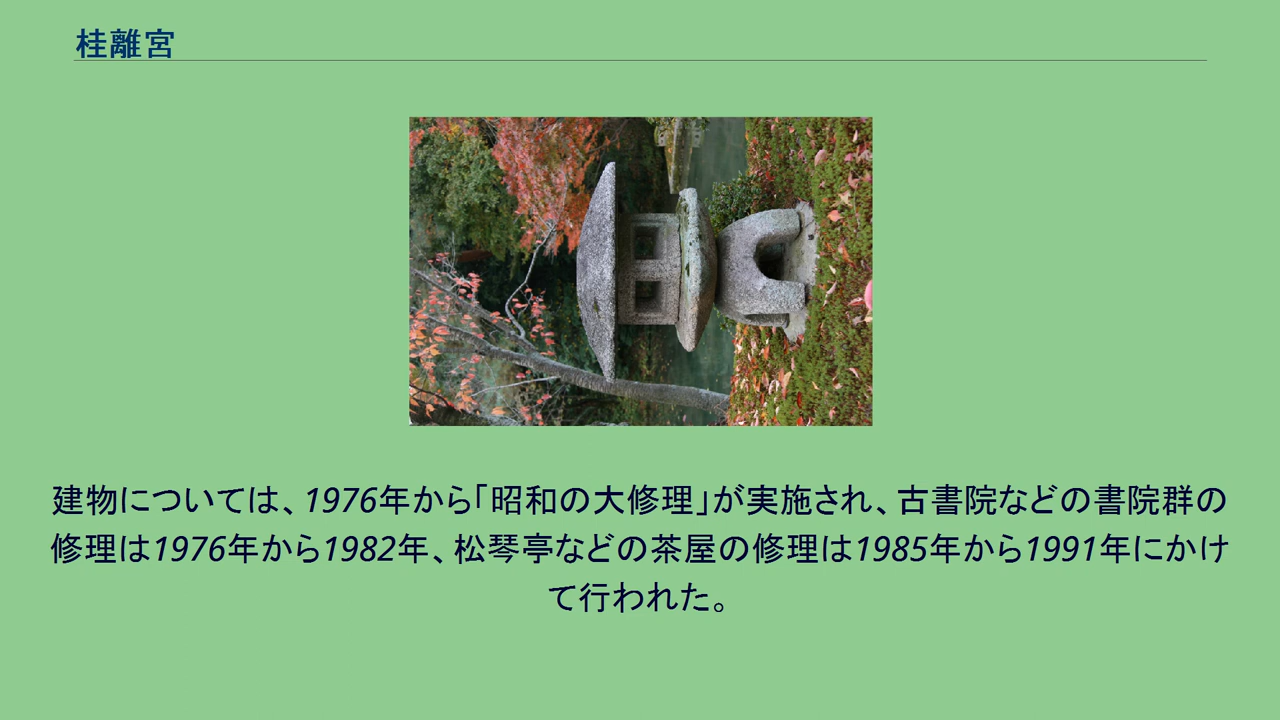 桂離宮
建物については、1976年から「昭和の大修理」が実施され、古書院などの書院群の
修理は1976年から1982年、松琴亭などの茶屋の修理は1985年から1991年にかけ
て行われた。